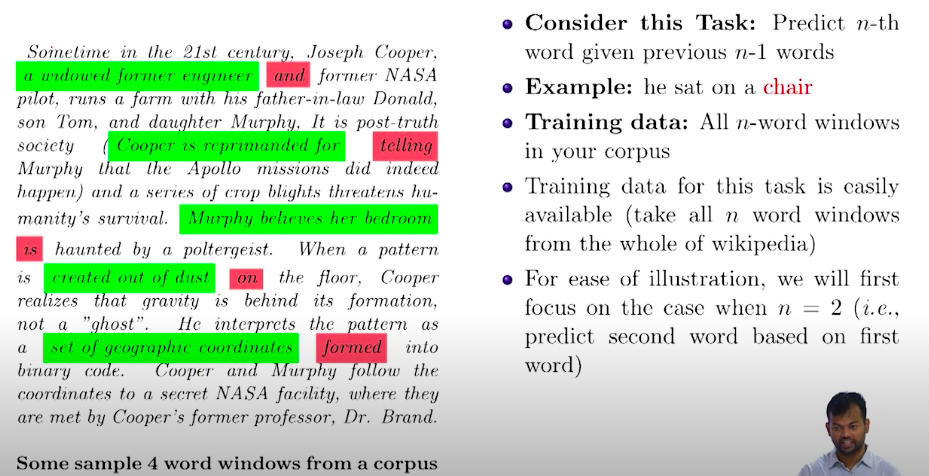 Sometime in the 21st century, Joseph Cooper,
a widowed former engineer and former NASA
pilot, runs a farm with his father-in-law Donald,
son Tom, and daughter Murphy, It is post-truth
society ( Cooper is reprimanded for telling
Murphy that the Apollo missions did indeed
happen) and a series of crop blights threatens hu-
manity's survival. Murphy believes her bedroom
is haunted by a poltergeist. When a pattern
is created out of dust on the floor, Cooper
realizes that gravity is behind its formation,
not a "ghost". He interprets the pattern as
a set of geographic coordinates formed into
binary code. Cooper and Murphy follow the
coordinates to a secret NASA facility, where they
are met by Cooper's former professor, Dr. Brand.
Some sample 4 word windows from a corpus
• Consider this Task: Predict n-th
word given previous n-1 words
• Example: he sat on a chair
• Training data: All n-word windows
in your corpus
• Training data for this task is easily
available (take all n word windows
from the whole of wikipedia)
• For ease of illustration, we will first
focus on the case when n = 2 (i.e.,
predict second word based on first
word)